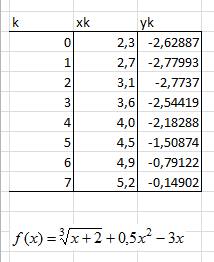 k xk yk
0 2,3 -2,62887
1 2,7 -2,77993
2 3,1 -2,7737
3 3,6 -2,54419
4 4,0 -2,18288
5 4,5 -1,50874
6 4,9 -0,79122
7 5,2 -0,14902
f(x) = ∛(x+2) + 0,5x² − 3x